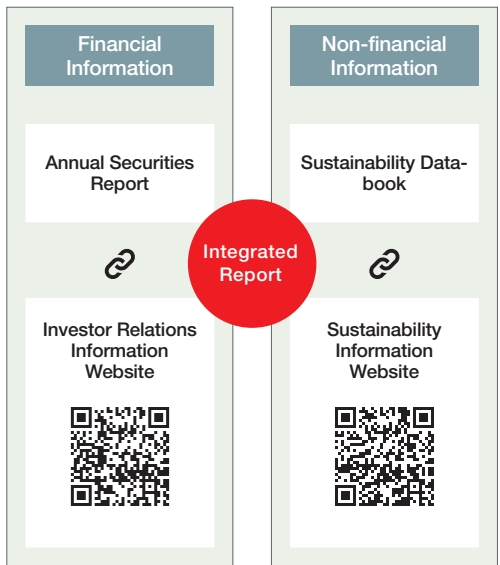 Financial
Information
Annual Securities
Report
Investor Relations
Information
Website
Integrated
Report
Non-financial
Information
Sustainability Data-
book
Sustainability
Information
Website